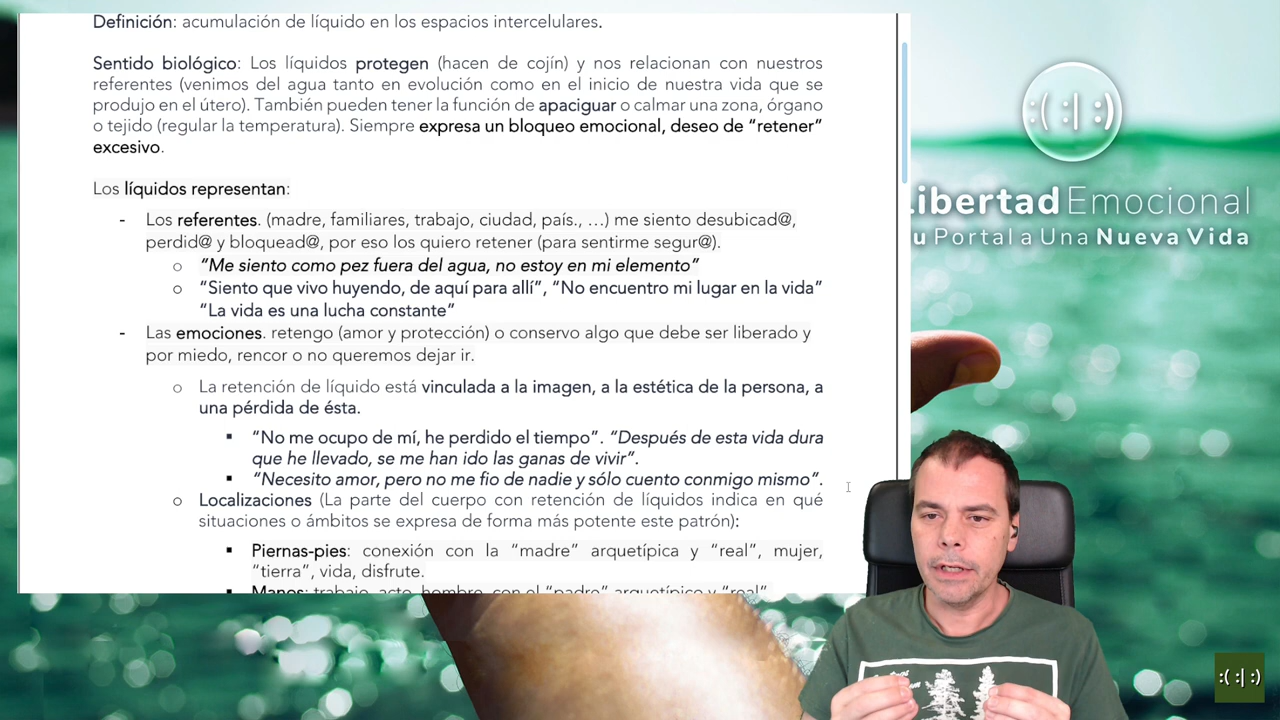 Definición: acumulación de líquido en los espacios intercelulares.
Sentido biológico: Los líquidos protegen (hacen de cojín) y nos relacionan con nuestros
referentes (venimos del agua tanto en evolución como en el inicio de nuestra vida que se
produjo en el útero). También pueden tener la función de apaciguar o calmar una zona, órgano
o tejido (regular la temperatura). Siempre expresa un bloqueo emocional, deseo de “retener”
excesivo.
Los líquidos representan:
- Los referentes. (madre, familiares, trabajo, ciudad, país., …) me siento desubicad@,
perdid@ y bloquead@, por eso los quiero retener (para sentirme segur@).
o “Me siento como pez fuera del agua, no estoy en mi elemento”
o “Siento que vivo huyendo, de aquí para allí”, “No encuentro mi lugar en la vida”
“La vida es una lucha constante”
- Las emociones. retengo (amor y protección) o conservo algo que debe ser liberado y
por miedo, rencor o no queremos dejar ir.
o La retención de líquido está vinculada a la imagen, a la estética de la persona, a
una pérdida de ésta.
▪ “No me ocupo de mí, he perdido el tiempo”. “Después de esta vida dura
que he llevado, se me han ido las ganas de vivir”.
▪ “Necesito amor, pero no me fio de nadie y sólo cuento conmigo mismo”.
o Localizaciones (La parte del cuerpo con retención de líquidos indica en qué
situaciones o ámbitos se expresa de forma más potente este patrón):
▪ Piernas-pies: conexión con la “madre” arquetípica y “real”, mujer,
“tierra”, vida, disfrute.
▪ Manos: trabajo, acto, hombre, con el “padre” arquetípico y “real”
:( :| :)
Libertad Emocional
u Portal a Una Nueva Vida
:( :| :)